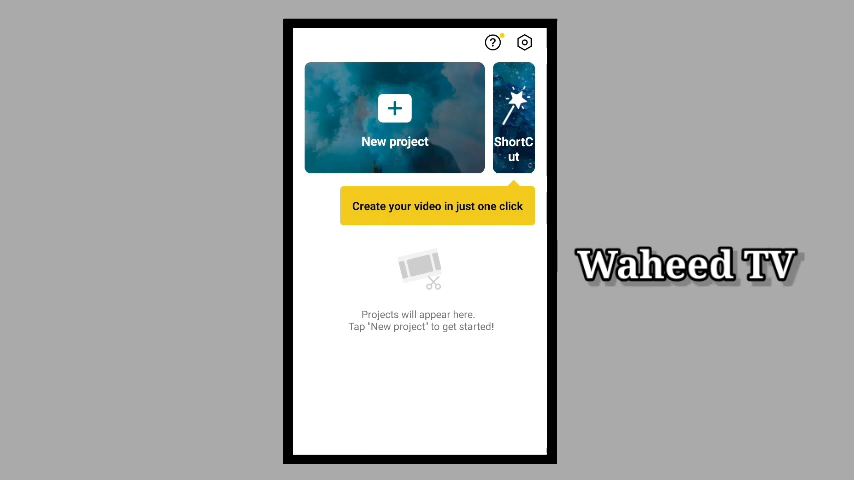 New project
ShortC
ut
Create your video in just one click
Projects will appear here.
Tap "New project" to get started!
Waheed TV